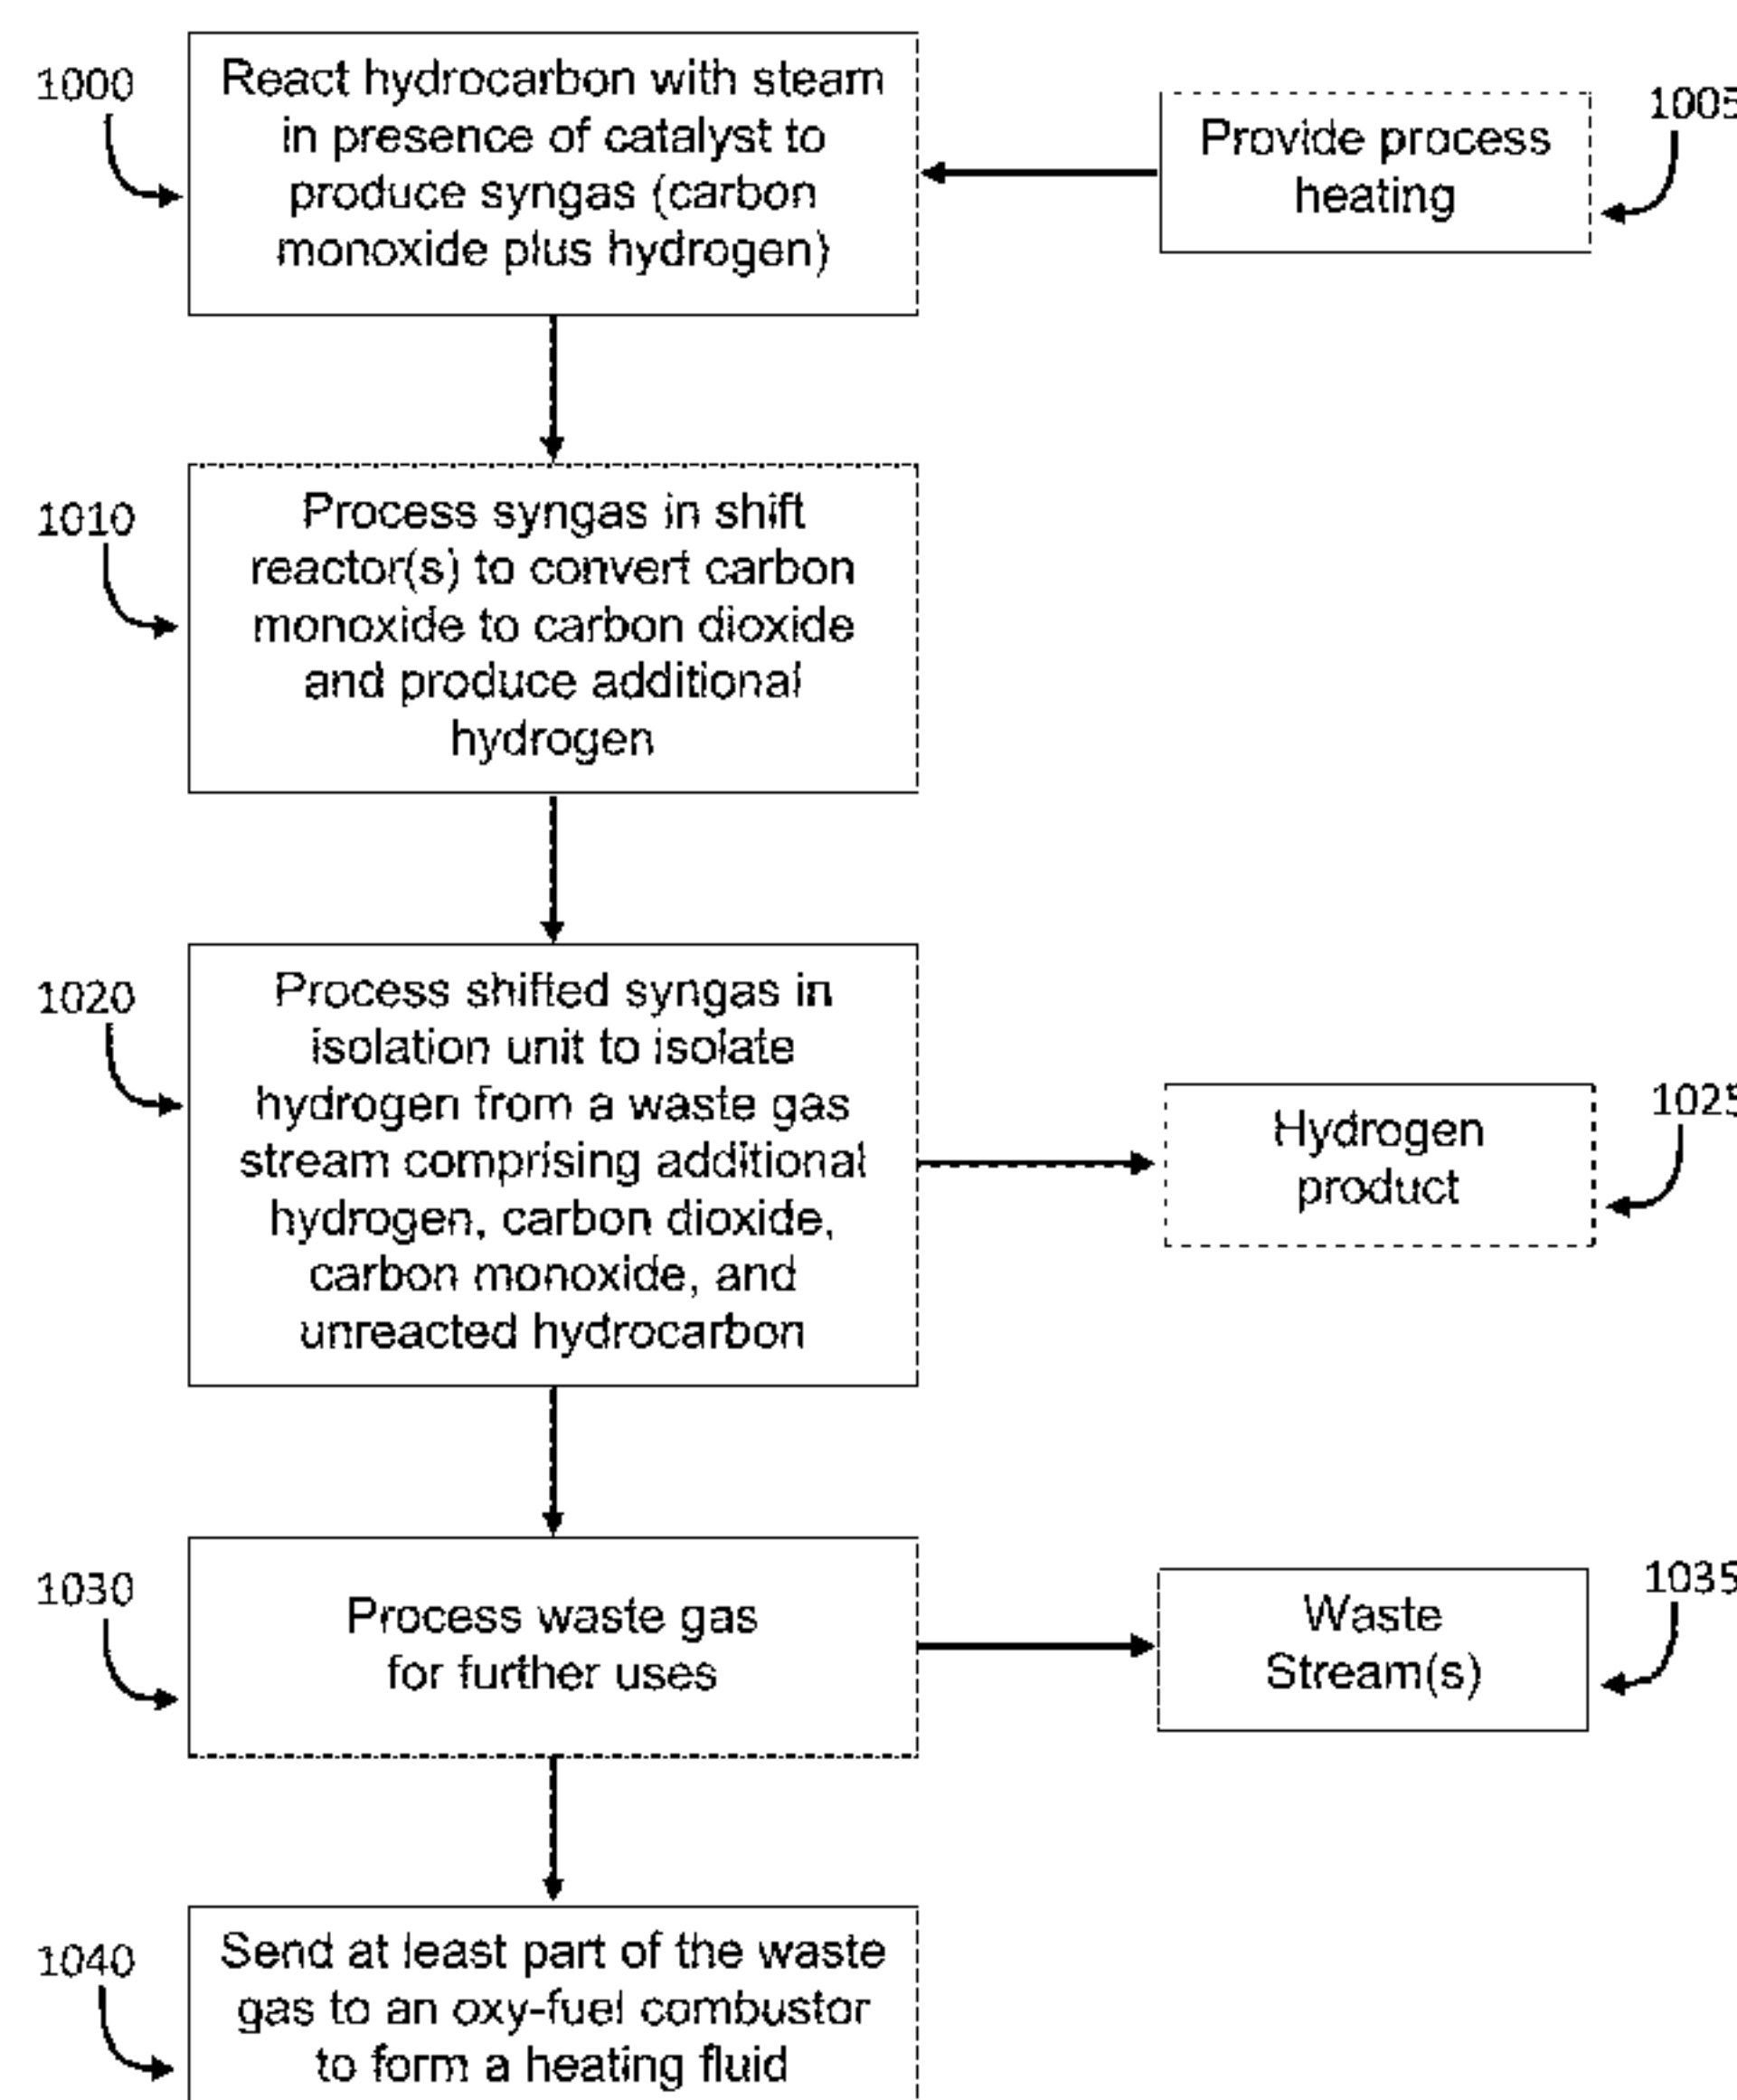 1000
React hydrocarbon with steam
in presence of catalyst to
produce syngas (carbon
monoxide plus hydrogen)
1005
Provide process
heating
1010
Process syngas in shift
reactor(s) to convert carbon
monoxide to carbon dioxide
and produce additional
hydrogen
1020
Process shifted syngas in
isolation unit to isolate
hydrogen from a waste gas
stream comprising additional
hydrogen, carbon dioxide,
carbon monoxide, and
unreacted hydrocarbon
1025
Hydrogen
product
1030
Process waste gas
for further uses
1035
Waste
Stream(s)
1040
Send at least part of the waste
gas to an oxy-fuel combustor
to form a heating fluid